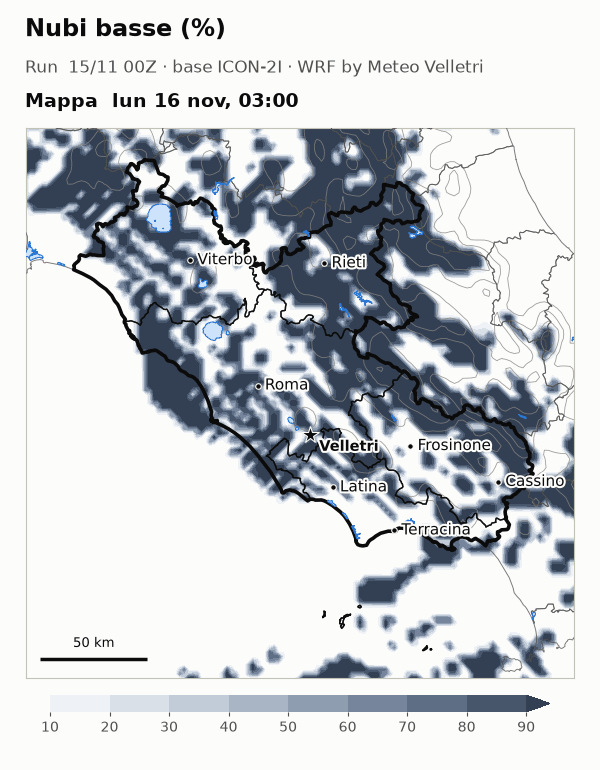 Nubi basse (%)
Run 15/11 00Z · base ICON-2I · WRF by Meteo Velletri
Mappa lun 16 nov, 03:00
Viterbo
Rieti
Roma
Velletri
Frosinone
Latina
Cassino
Terracina
50 km
10 20 30 40 50 60 70 80 90